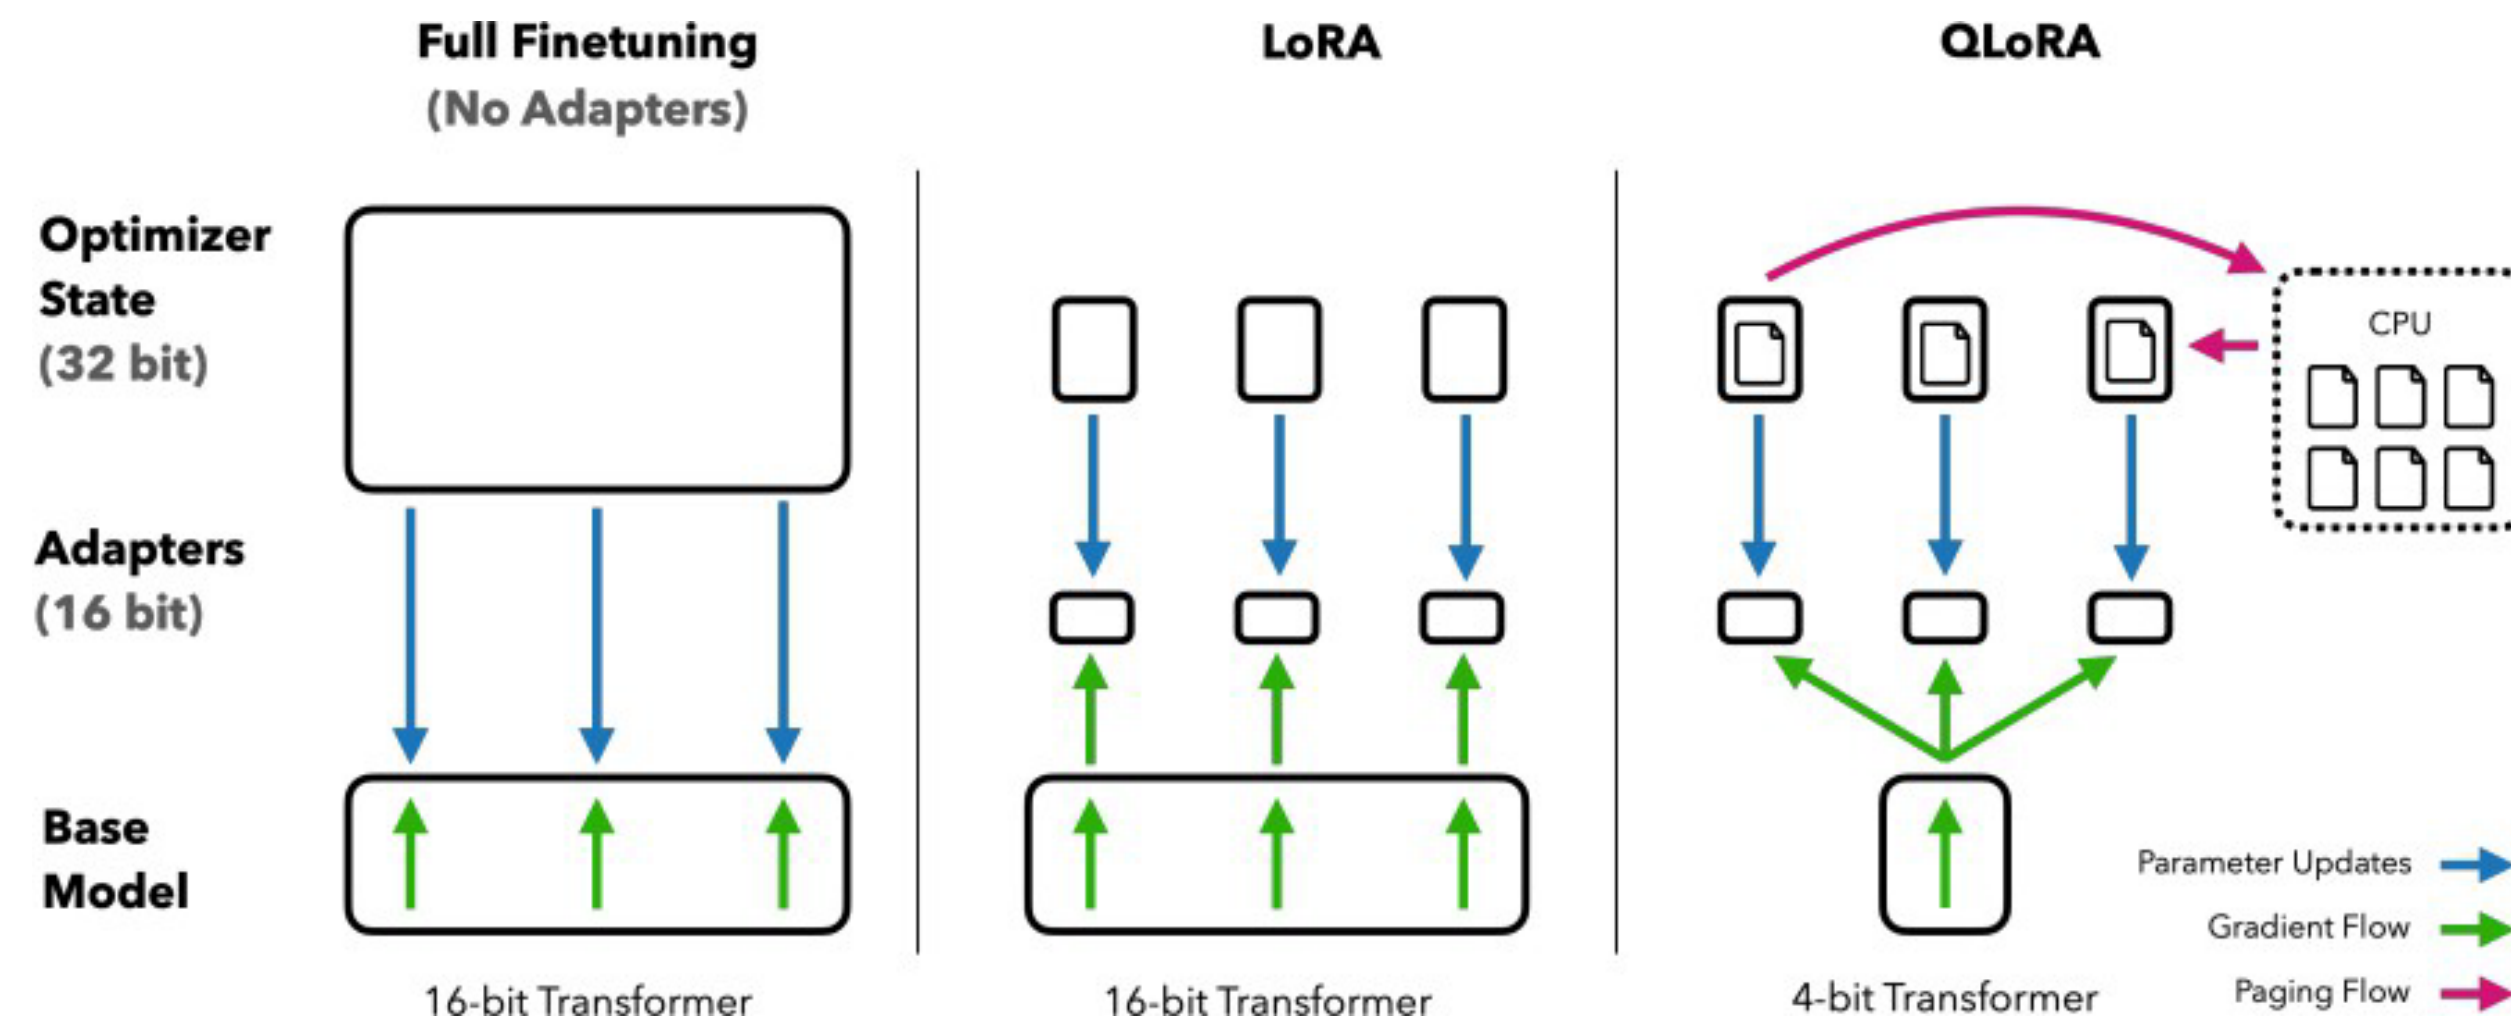 Full Finetuning
(No Adapters)
LoRA
QLoRA
Optimizer
State
(32 bit)
CPU
Adapters
(16 bit)
Base
Model
Parameter Updates
Gradient Flow
Paging Flow
16-bit Transformer
16-bit Transformer
4-bit Transformer